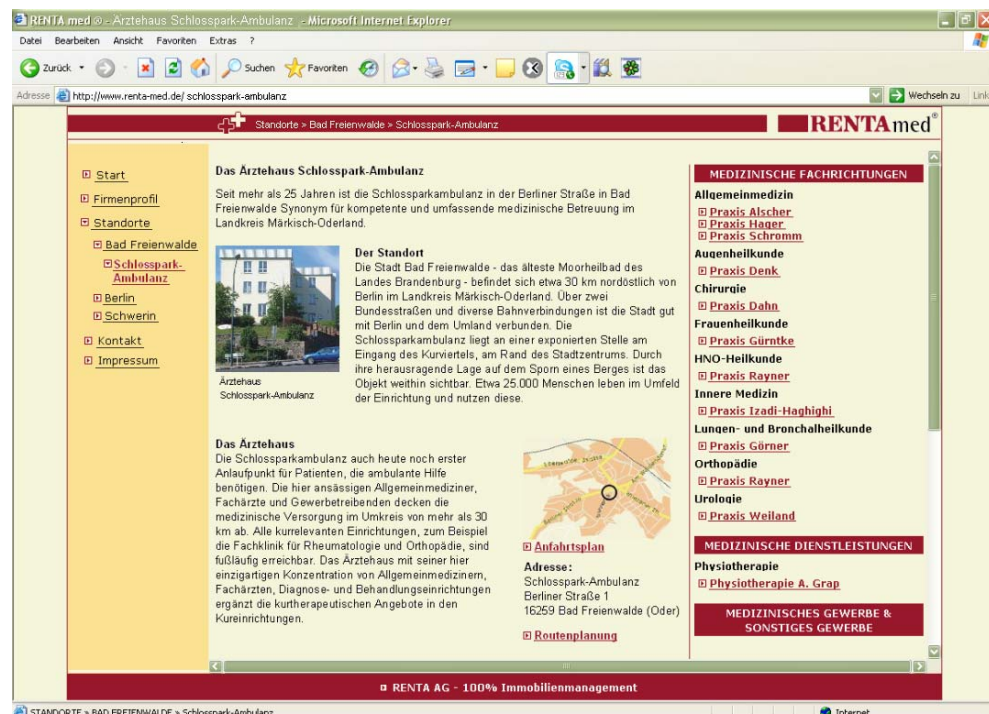 RENTA med ® - Ärztehaus Schlosspark-Ambulanz - Microsoft Internet Explorer
Datei Bearbeiten Ansicht Favoriten Extras ?
Zurück Suchen Favoriten
Adresse http://www.renta-med.de/ schlosspark-ambulanz Wechseln zu Link
Standorte > Bad Freienwalde > Schlosspark-Ambulanz
RENTAmed®
Start
Firmenprofil
Standorte
Bad Freienwalde
Schlosspark-
Ambulanz
Berlin
Schwerin
Kontakt
Impressum
Das Ärztehaus Schlosspark-Ambulanz
Seit mehr als 25 Jahren ist die Schlossparkambulanz in der Berliner Straße in Bad
Freienwalde Synonym für kompetente und umfassende medizinische Betreuung im
Landkreis Märkisch-Oderland.
Ärztehaus
Schlosspark-Ambulanz
Der Standort
Die Stadt Bad Freienwalde - das älteste Moorheilbad des
Landes Brandenburg - befindet sich etwa 30 km nordöstlich von
Berlin im Landkreis Märkisch-Oderland. Über zwei
Bundesstraßen und diverse Bahnverbindungen ist die Stadt gut
mit Berlin und dem Umland verbunden. Die
Schlossparkambulanz liegt an einer exponierten Stelle am
Eingang des Kurviertels, am Rand des Stadtzentrums. Durch
ihre herausragende Lage auf dem Sporn eines Berges ist das
Objekt weithin sichtbar. Etwa 25.000 Menschen leben im Umfeld
der Einrichtung und nutzen diese.
Das Ärztehaus
Die Schlossparkambulanz auch heute noch erster
Anlaufpunkt für Patienten, die ambulante Hilfe
benötigen. Die hier ansässigen Allgemeinmediziner,
Fachärzte und Gewerbetreibenden decken die
medizinische Versorgung im Umkreis von mehr als 30
km ab. Alle kurrelevanten Einrichtungen, zum Beispiel
die Fachklinik für Rheumatologie und Orthopädie, sind
fußläufig erreichbar. Das Ärztehaus mit seiner hier
einzigartigen Konzentration von Allgemeinmedizinern,
Fachärzten, Diagnose- und Behandlungseinrichtungen
ergänzt die kurtherapeutischen Angebote in den
Kureinrichtungen.
Anfahrtsplan
Adresse:
Schlosspark-Ambulanz
Berliner Straße 1
16259 Bad Freienwalde (Oder)
Routenplanung
MEDIZINISCHE FACHRICHTUNGEN
Allgemeinmedizin
Praxis Alscher
Praxis Hager
Praxis Schromm
Augenheilkunde
Praxis Denk
Chirurgie
Praxis Dahn
Frauenheilkunde
Praxis Gürntke
HNO-Heilkunde
Praxis Rayner
Innere Medizin
Praxis Izadi-Haghighi
Lungen- und Bronchalheilkunde
Praxis Görner
Orthopädie
Praxis Rayner
Urologie
Praxis Weiland
MEDIZINISCHE DIENSTLEISTUNGEN
Physiotherapie
Physiotherapie A. Grap
MEDIZINISCHES GEWERBE &
SONSTIGES GEWERBE
RENTA AG - 100% Immobilienmanagement
STANDORTE > BAD FREIENWALDE > Schlosspark-Ambulanz Internet